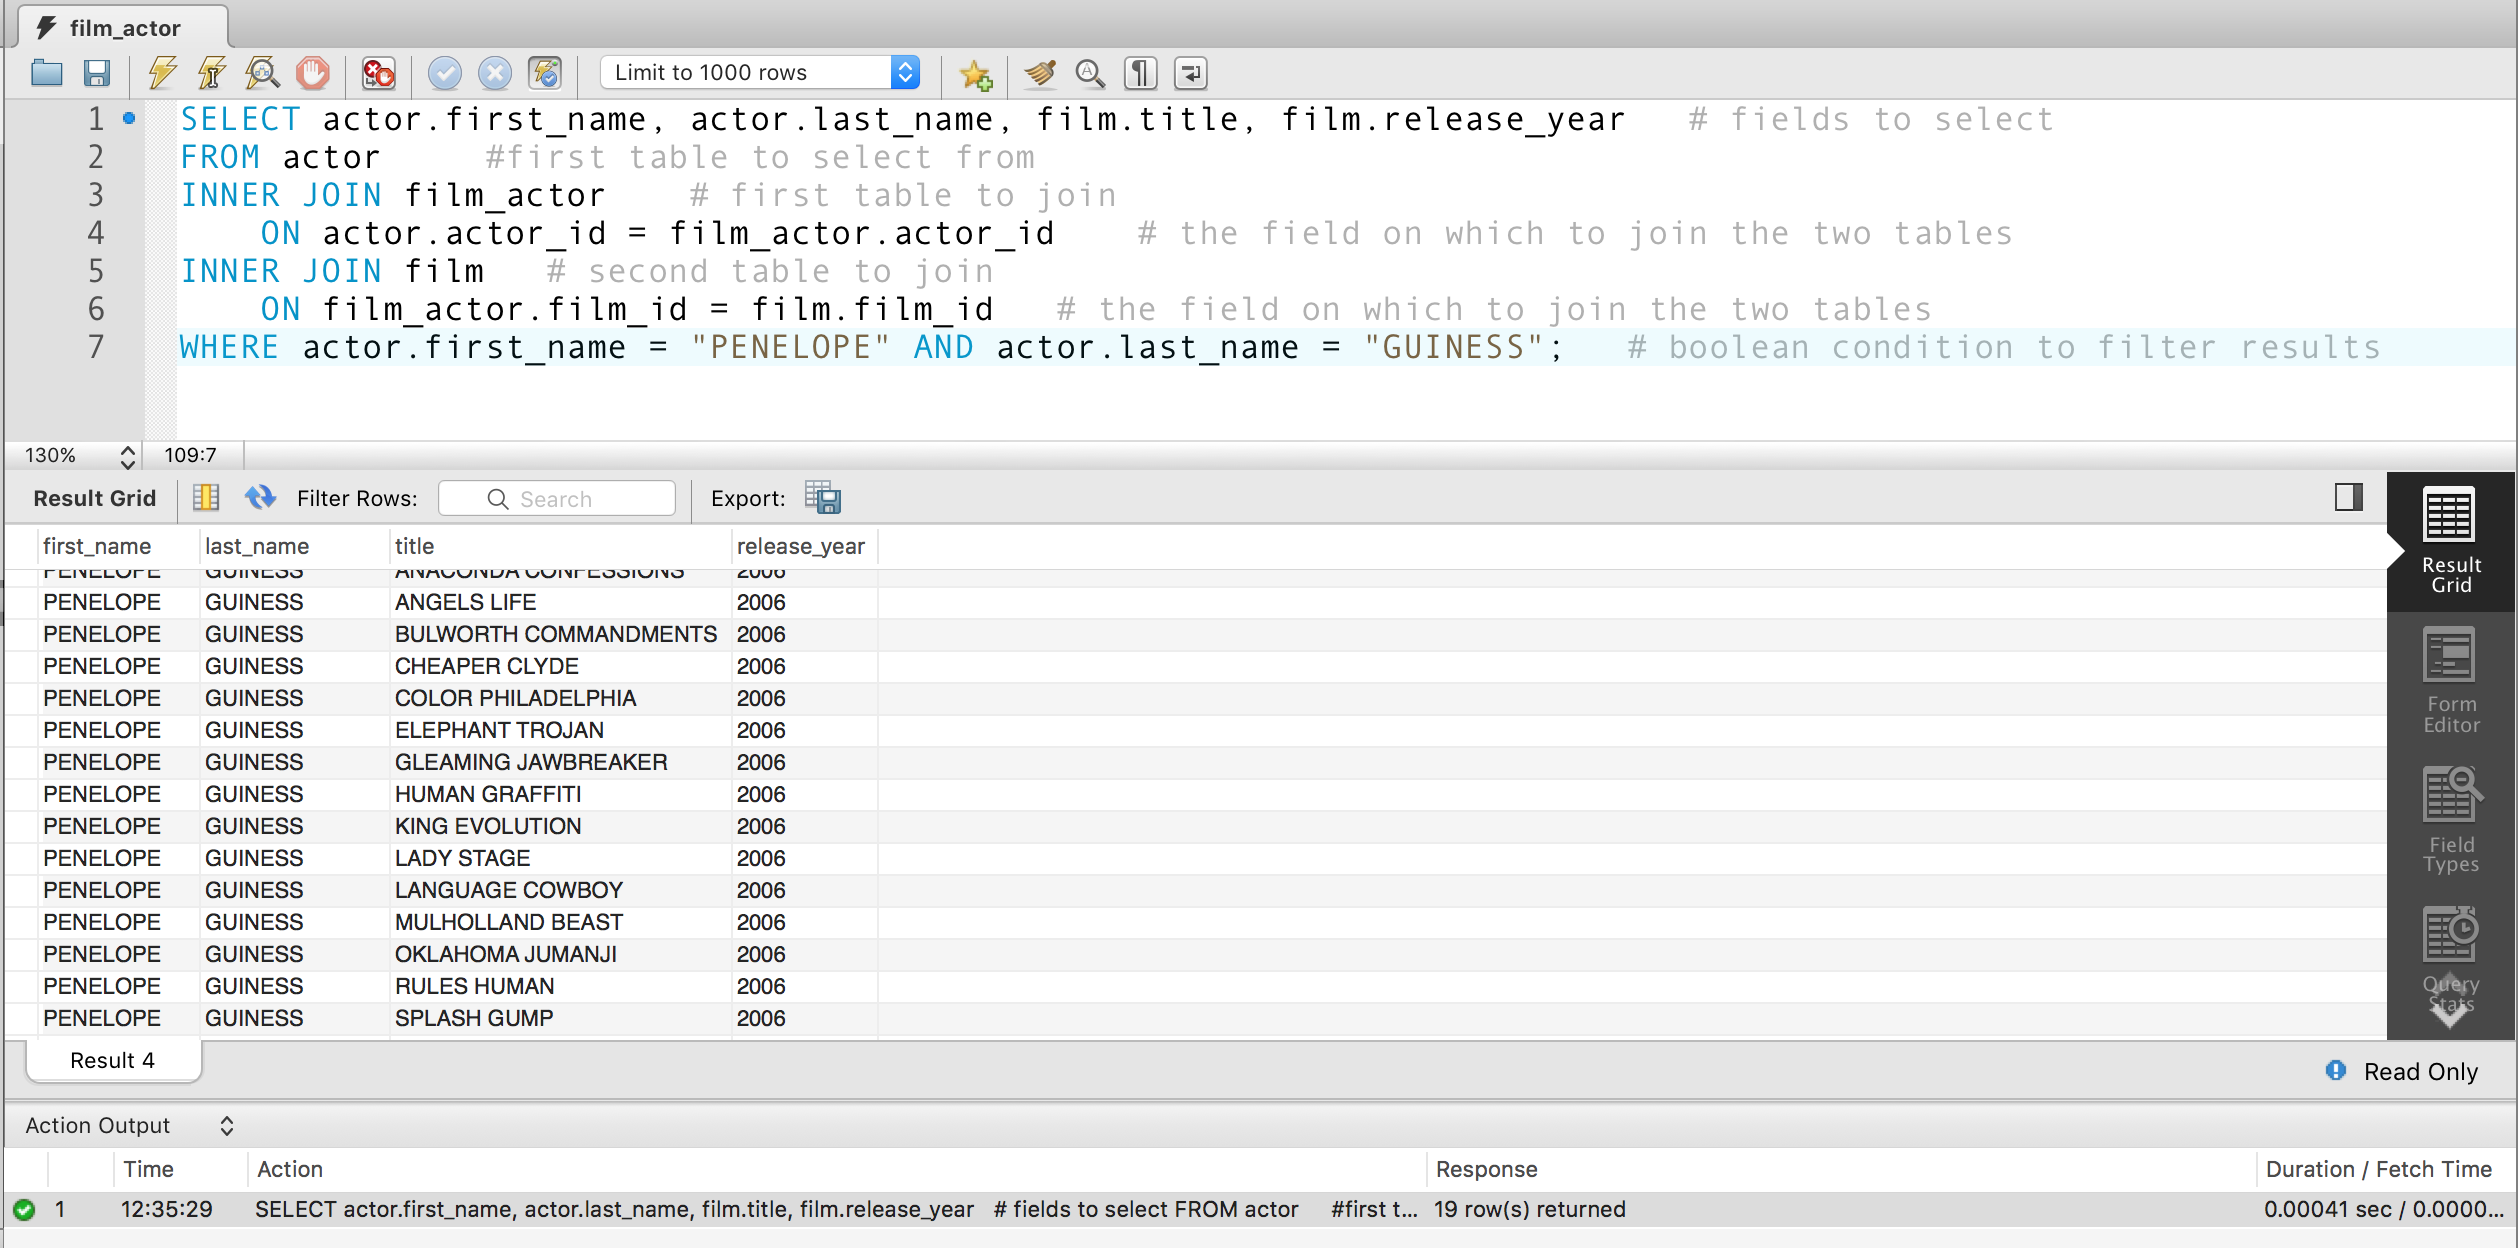 film_actor
Limit to 1000 rows
1 SELECT actor.first_name, actor.last_name, film.title, film.release_year # fields to select
2 FROM actor #first table to select from
3 INNER JOIN film_actor # first table to join
4 ON actor.actor_id = film_actor.actor_id # the field on which to join the two tables
5 INNER JOIN film # second table to join
6 ON film_actor.film_id = film.film_id # the field on which to join the two tables
7 WHERE actor.first_name = "PENELOPE" AND actor.last_name = "GUINESS"; # boolean condition to filter results
130% 109:7
Result Grid Filter Rows: Search Export:
first_name last_name title release_year
PENELOPE GUINESS ANACONDA CONFESSIONS 2006
PENELOPE GUINESS ANGELS LIFE 2006
PENELOPE GUINESS BULWORTH COMMANDMENTS 2006
PENELOPE GUINESS CHEAPER CLYDE 2006
PENELOPE GUINESS COLOR PHILADELPHIA 2006
PENELOPE GUINESS ELEPHANT TROJAN 2006
PENELOPE GUINESS GLEAMING JAWBREAKER 2006
PENELOPE GUINESS HUMAN GRAFFITI 2006
PENELOPE GUINESS KING EVOLUTION 2006
PENELOPE GUINESS LADY STAGE 2006
PENELOPE GUINESS LANGUAGE COWBOY 2006
PENELOPE GUINESS MULHOLLAND BEAST 2006
PENELOPE GUINESS OKLAHOMA JUMANJI 2006
PENELOPE GUINESS RULES HUMAN 2006
PENELOPE GUINESS SPLASH GUMP 2006
Result
Grid
Form
Editor
Field
Types
Query
Stats
Result 4
Read Only
Action Output
Time Action Response Duration / Fetch Time
1 12:35:29 SELECT actor.first_name, actor.last_name, film.title, film.release_year # fields to select FROM actor #first t... 19 row(s) returned 0.00041 sec / 0.0000...